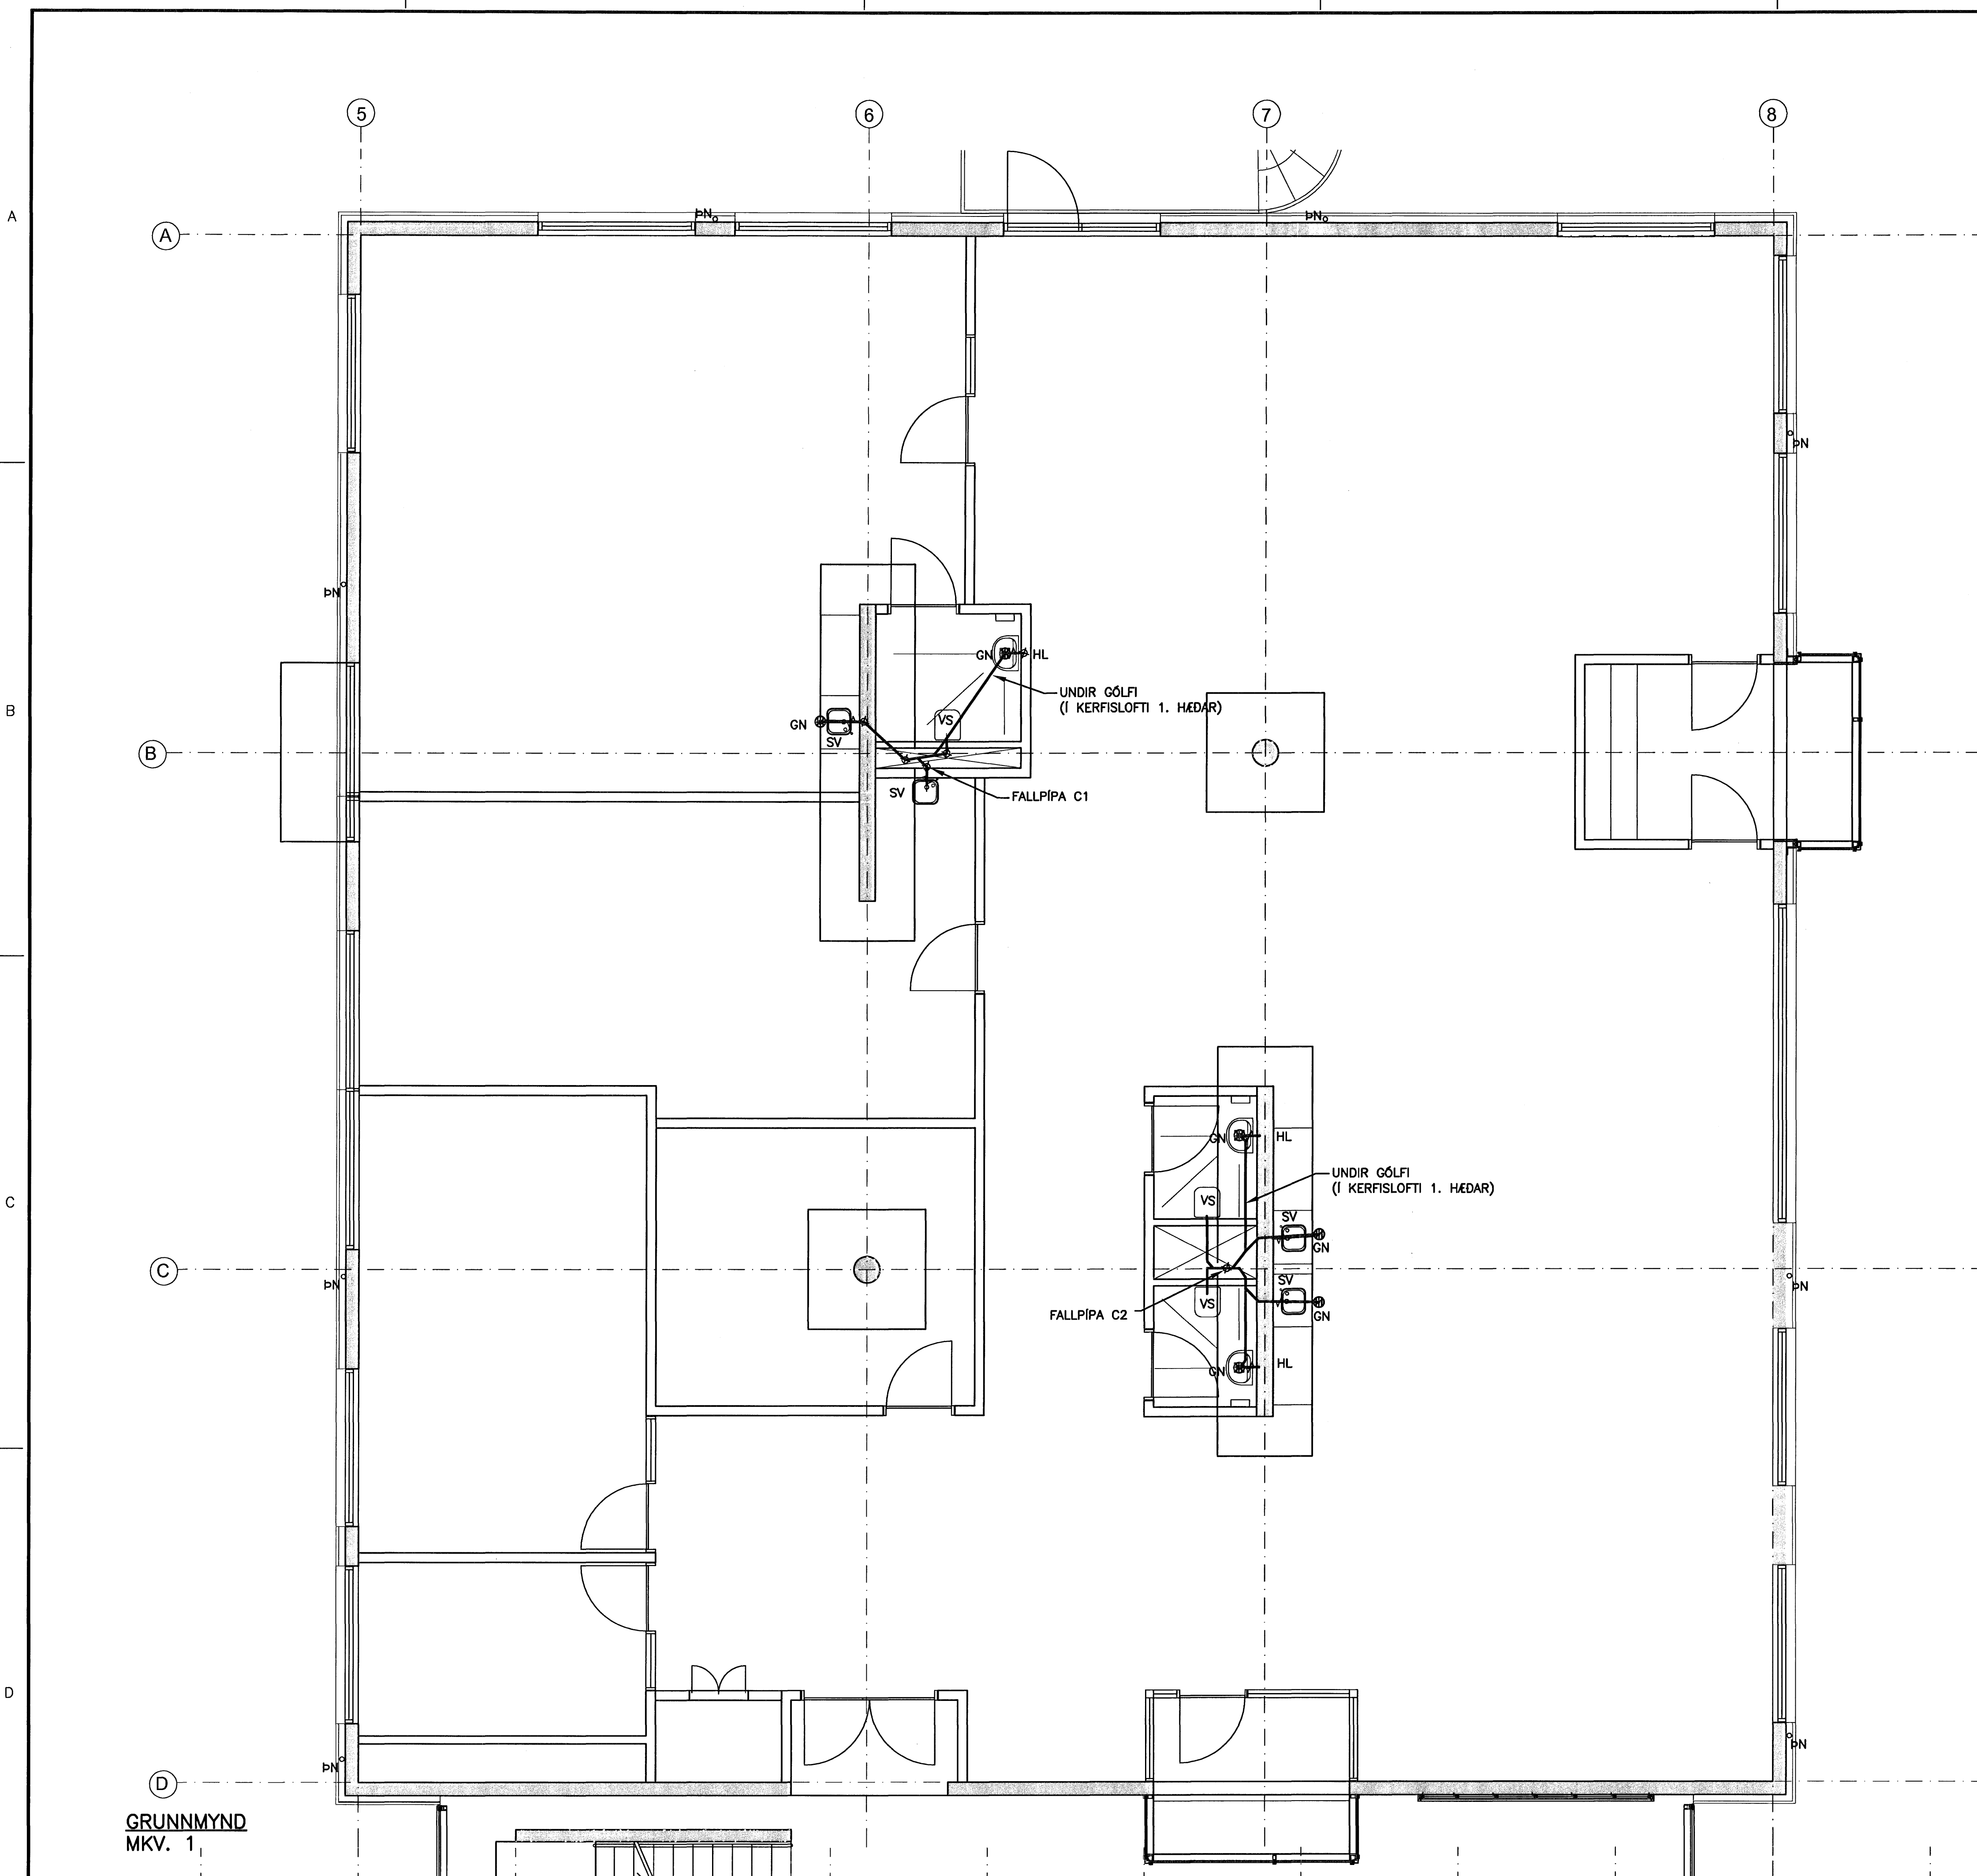 5
6
7
8
A
ÞN
ÞN
A
ÞN
ÞN
GN
HL
UNDIR GÓLFI
(Í KERFISLOFTI 1. HÆÐAR)
B
GN
VS
SV
B
SV
FALLPÍPA C1
GN
HL
UNDIR GÓLFI
(Í KERFISLOFTI 1. HÆÐAR)
C
VS
SV
GN
C
ÞN
SV
ÞN
VS
FALLPÍPA C2
GN
HL
GN
D
ÞN
ÞN
D
GRUNNMYND
MKV. 1